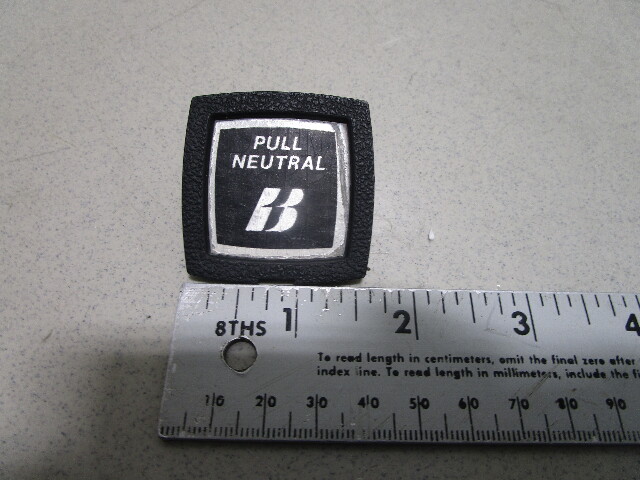 PULL
NEUTRAL
B
8THS 1 2 3 4
To read length in centimeters, omit the final zero after
index line. To read length in millimeters, include the fi
10 20 30 40 50 60 70 80 90